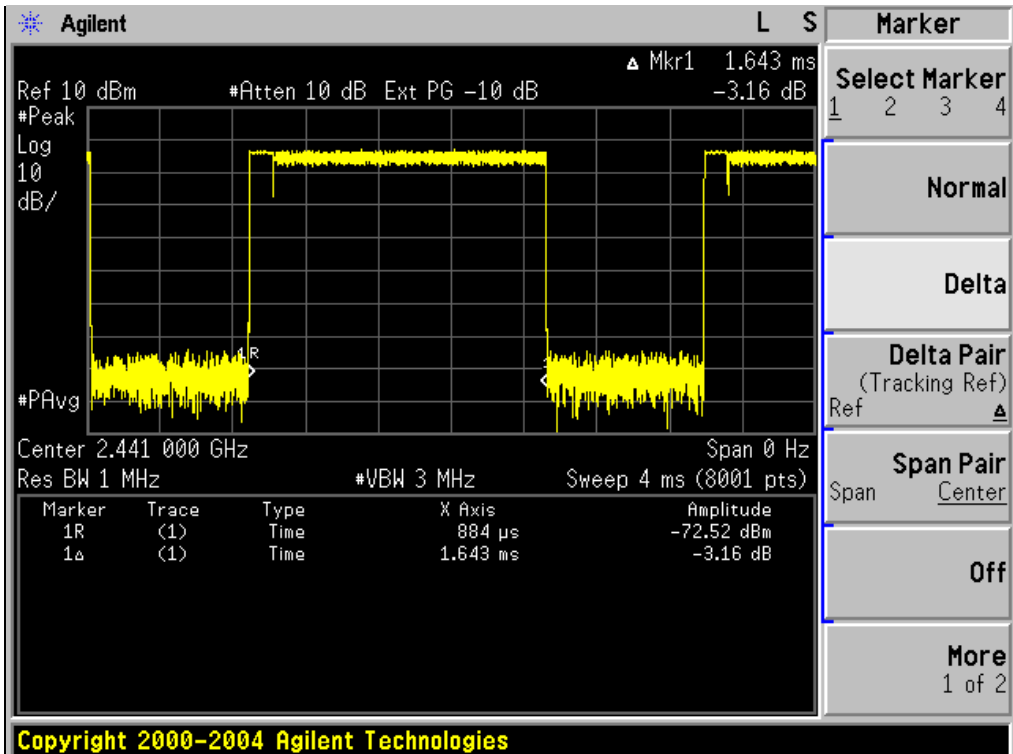 Agilent L S
Δ Mkr1 1.643 ms
Ref 10 dBm #Atten 10 dB Ext PG -10 dB -3.16 dB
#Peak
Log
10
dB/
1R
#PAvg
Center 2.441 000 GHz Span 0 Hz
Res BW 1 MHz #VBW 3 MHz Sweep 4 ms (8001 pts)
Marker Trace Type X Axis Amplitude
1R (1) Time 884 µs -72.52 dBm
1Δ (1) Time 1.643 ms -3.16 dB
Copyright 2000-2004 Agilent Technologies
Marker
Select Marker
1 2 3 4
Normal
Delta
Delta Pair
(Tracking Ref)
Ref Δ
Span Pair
Span Center
Off
More
1 of 2